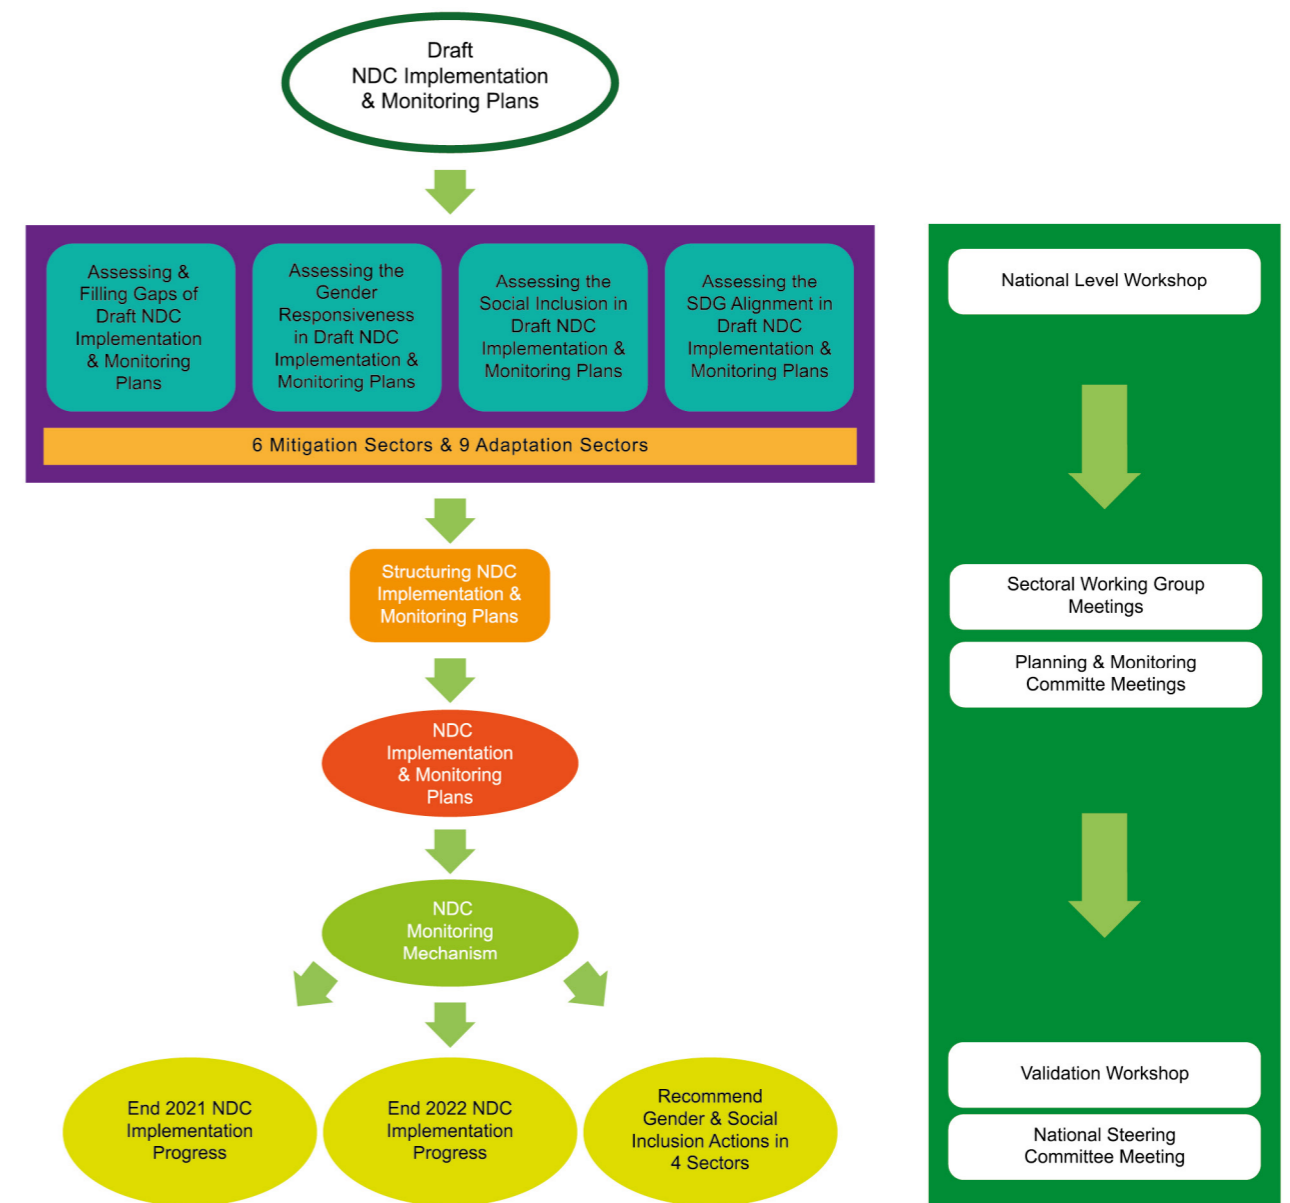 Draft
NDC Implementation
& Monitoring Plans
Assessing &
Filling Gaps of
Draft NDC
Implementation
& Monitoring
Plans
Assessing the
Gender
Responsiveness
in Draft NDC
Implementation &
Monitoring Plans
Assessing the
Social Inclusion in
Draft NDC
Implementation &
Monitoring Plans
Assessing the
SDG Alignment in
Draft NDC
Implementation &
Monitoring Plans
6 Mitigation Sectors & 9 Adaptation Sectors
Structuring NDC
Implementation &
Monitoring Plans
NDC
Implementation
& Monitoring
Plans
NDC
Monitoring
Mechanism
End 2021 NDC
Implementation
Progress
End 2022 NDC
Implementation
Progress
Recommend
Gender & Social
Inclusion Actions in
4 Sectors
National Level Workshop
Sectoral Working Group
Meetings
Planning & Monitoring
Committe Meetings
Validation Workshop
National Steering
Committee Meeting